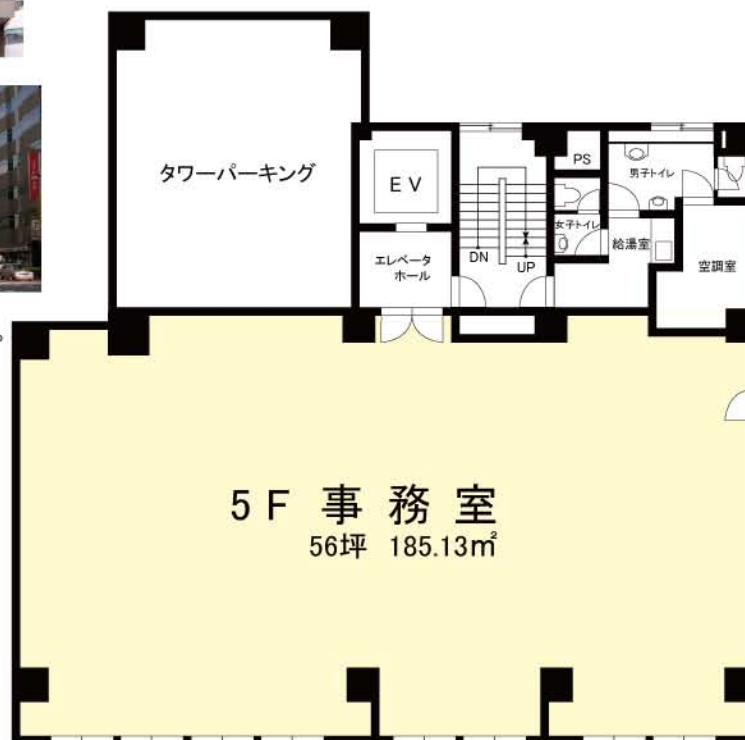 タワーパーキング
EV
エレベータ
ホール
DN
UP
PS
男子トイレ
女子トイレ
給湯室
空調室
5F 事務室
56坪 185.13㎡